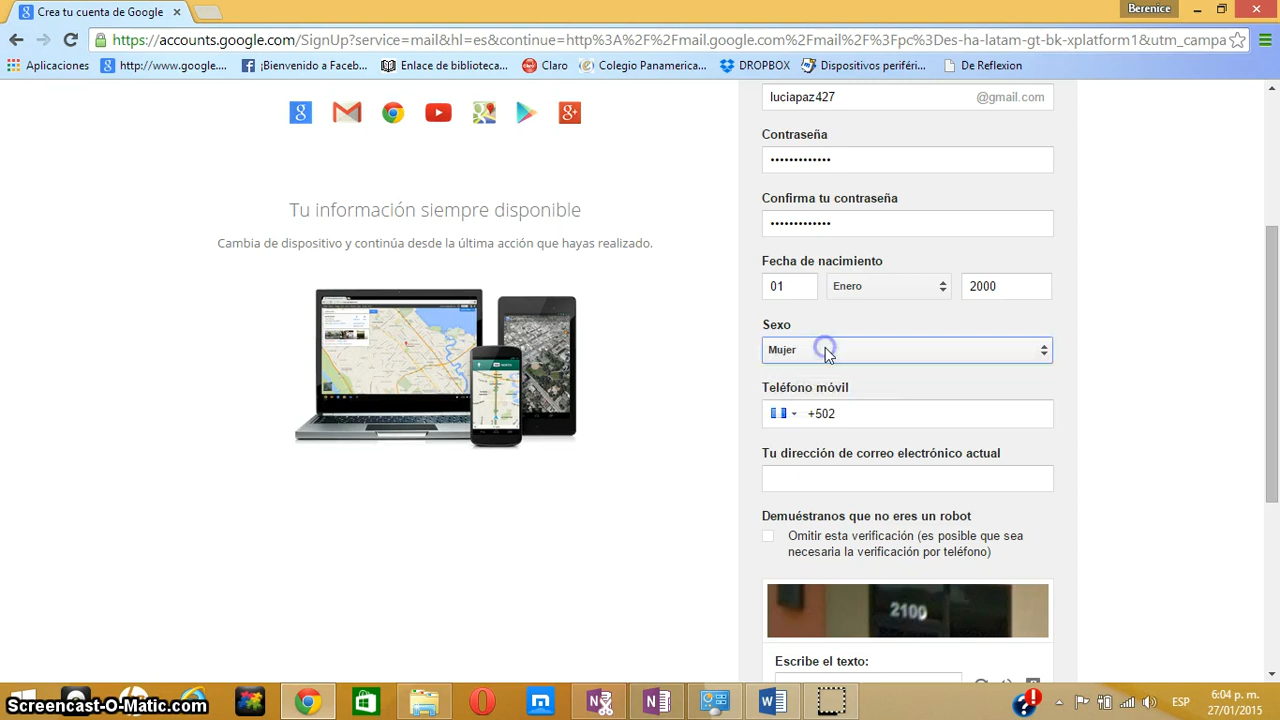 Crea tu cuenta de Google
Berenice
https://accounts.google.com/SignUp?service=mail&hl=es&continue=http%3A%2F%2Fmail.google.com%2Fmail%2F%3Fpc%3Des-ha-latam-gt-bk-xplatform1&utm_campa
Aplicaciones
http://www.google....
¡Bienvenido a Faceb...
Enlace de biblioteca...
Claro
Colegio Panamerica...
DROPBOX
Dispositivos periféri...
De Reflexion
luciapaz427
@gmail.com
Contraseña
Confirma tu contraseña
Tu información siempre disponible
Cambia de dispositivo y continúa desde la última acción que hayas realizado.
Fecha de nacimiento
01
Enero
2000
Sexo
Mujer
Teléfono móvil
+502
Tu dirección de correo electrónico actual
Demuéstranos que no eres un robot
Omitir esta verificación (es posible que sea
necesaria la verificación por teléfono)
2100
Escribe el texto:
ESP
6:04 p. m.
27/01/2015
Screencast-O-Matic.com